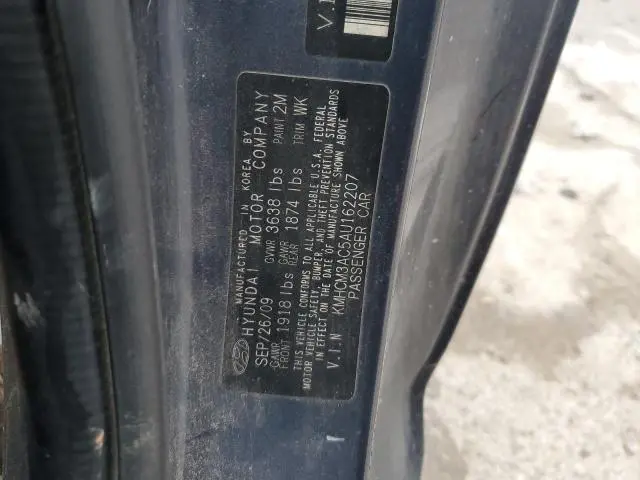 MANUFACTURED IN KOREA BY
HYUNDAI MOTOR COMPANY
SEP/26/09 GVWR 3638 lbs PAINT 2M
GAWR FRONT 1918 lbs GAWR REAR 1874 lbs TRIM WK
THIS VEHICLE CONFORMS TO ALL APPLICABLE U.S.A. FEDERAL
MOTOR VEHICLE SAFETY, BUMPER, AND THEFT PREVENTION STANDARDS
IN EFFECT ON THE DATE OF MANUFACTURE SHOWN ABOVE
V.I.N KMHCM3AC5AU162207
PASSENGER CAR